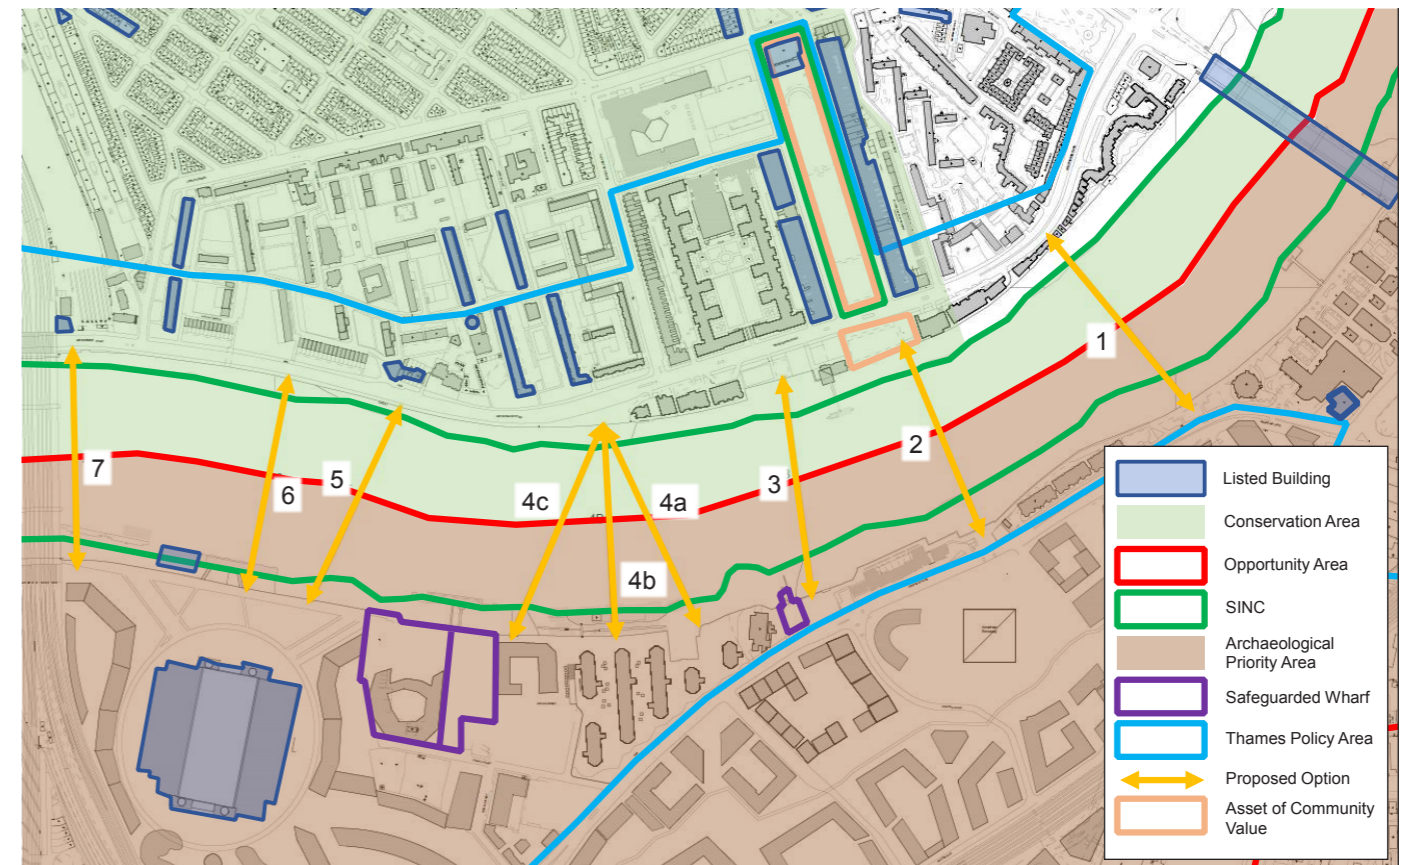 1
2
3
4a
4b
4c
5
6
7
Listed Building
Conservation Area
Opportunity Area
SINC
Archaeological
Priority Area
Safeguarded Wharf
Thames Policy Area
Proposed Option
Asset of Community
Value